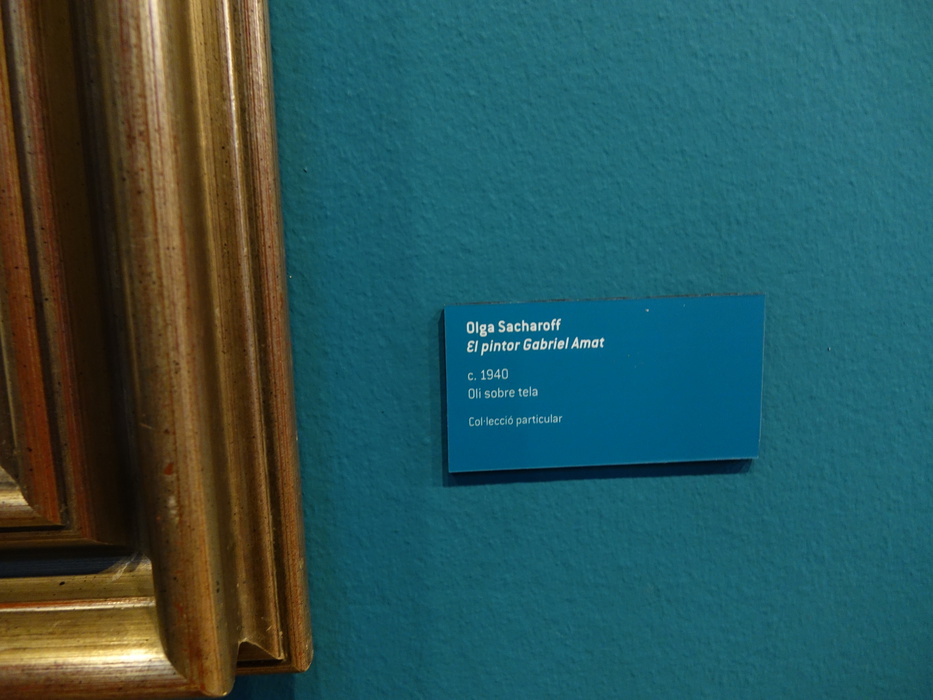 Olga Sacharoff
El pintor Gabriel Amat
c. 1940
Oli sobre tela
Col·lecció particular